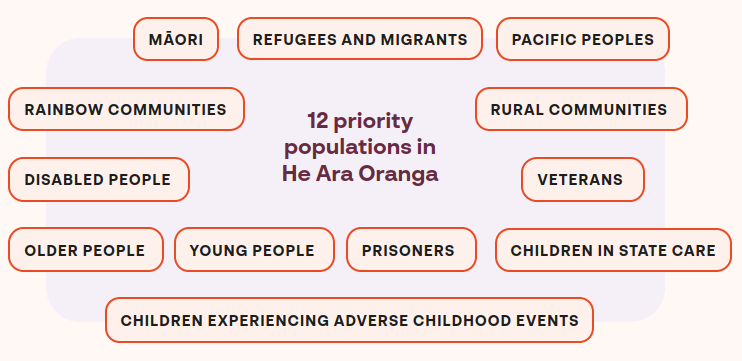 MĀORI
REFUGEES AND MIGRANTS
PACIFIC PEOPLES
RAINBOW COMMUNITIES
12 priority
populations in
He Ara Oranga
RURAL COMMUNITIES
DISABLED PEOPLE
VETERANS
OLDER PEOPLE
YOUNG PEOPLE
PRISONERS
CHILDREN IN STATE CARE
CHILDREN EXPERIENCING ADVERSE CHILDHOOD EVENTS